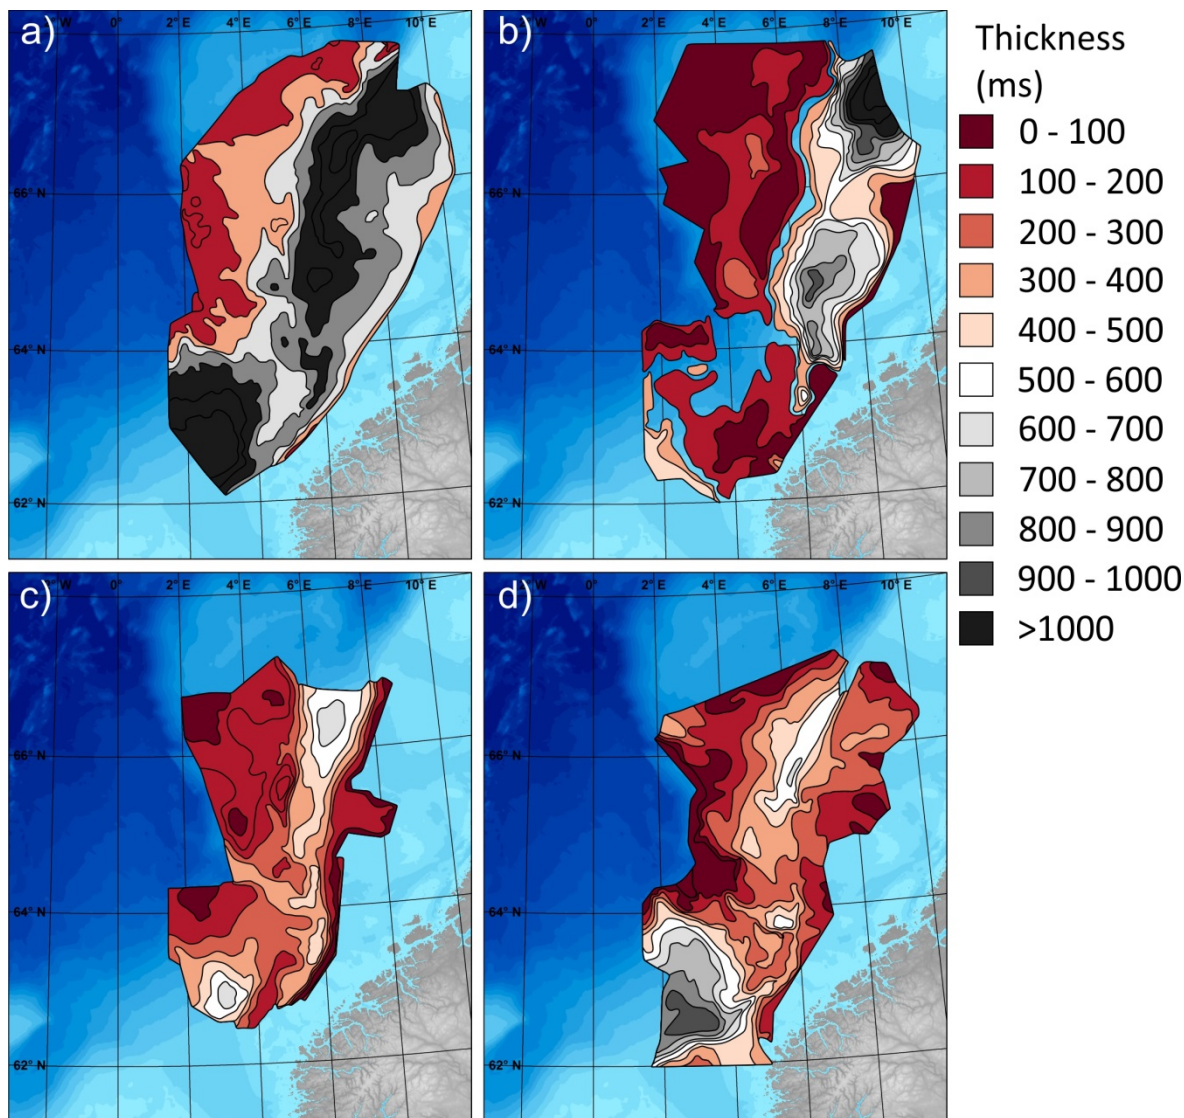 a)
W 0° 2° E 4° E 6° E 8° E 10° E
66° N
64° N
62° N
b)
W 0° 2° E 4° E 6° E 8° E 10° E
66° N
64° N
62° N
c)
W 0° 2° E 4° E 6° E 8° E 10° E
66° N
64° N
62° N
d)
W 0° 2° E 4° E 6° E 8° E 10° E
66° N
64° N
62° N
Thickness
(ms)
0 - 100
100 - 200
200 - 300
300 - 400
400 - 500
500 - 600
600 - 700
700 - 800
800 - 900
900 - 1000
>1000